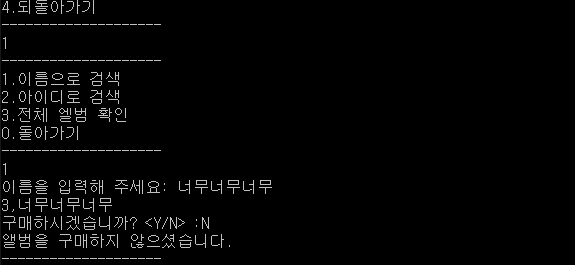 4.되돌아가기
--------------------
1
--------------------
1.이름으로 검색
2.아이디로 검색
3.전체 엘범 확인
0.돌아가기
--------------------
1
이름을 입력해 주세요: 너무너무너무
3,너무너무너무
구매하시겠습니까? <Y/N> :N
앨범을 구매하지 않으셨습니다.
--------------------